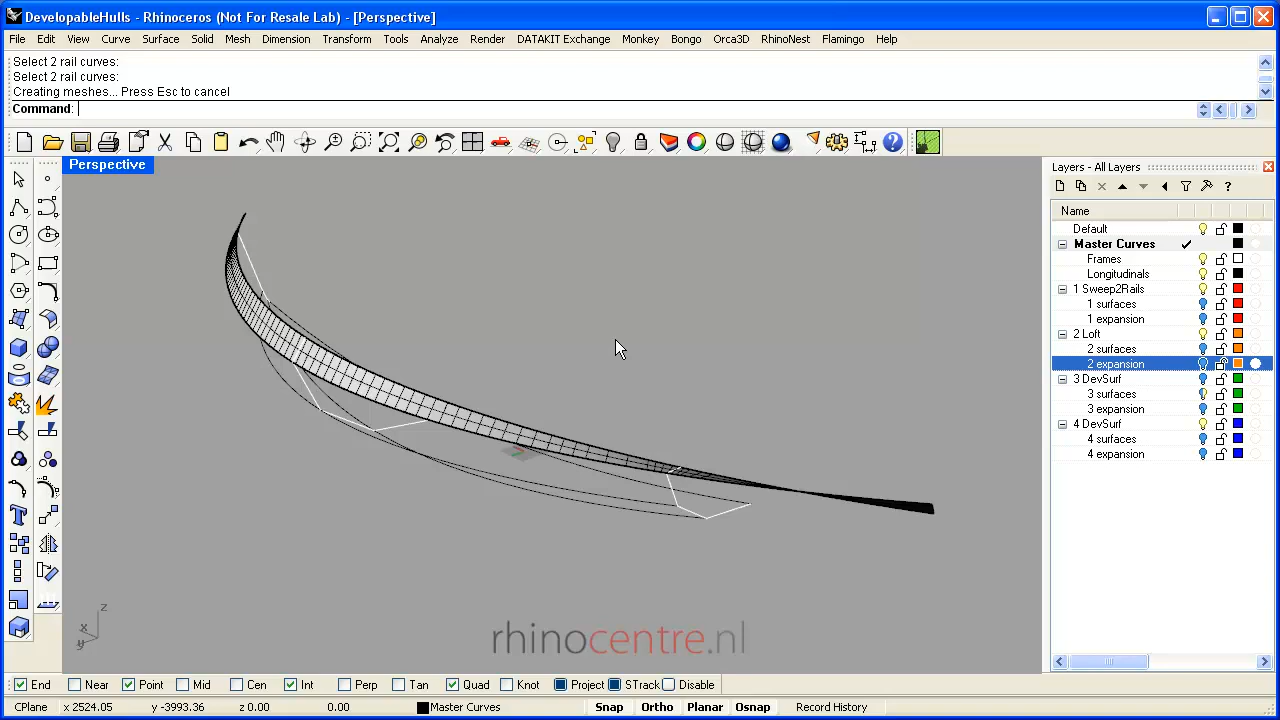 DevelopableHulls - Rhinoceros (Not For Resale Lab) - [Perspective]
File Edit View Curve Surface Solid Mesh Dimension Transform Tools Analyze Render DATAKIT Exchange Monkey Bongo Orca3D RhinoNest Flamingo Help
Select 2 rail curves:
Select 2 rail curves:
Creating meshes... Press Esc to cancel
Command:
Perspective
Layers - All Layers
Name
Default
Master Curves
Frames
Longitudinals
1 Sweep2Rails
1 surfaces
1 expansion
2 Loft
2 surfaces
2 expansion
3 DevSurf
3 surfaces
3 expansion
4 DevSurf
4 surfaces
4 expansion
z
x
y
rhinocentre.nl
End Near Point Mid Cen Int Perp Tan Quad Knot Project STrack Disable
CPlane x 2524.05 y -3993.36 z 0.00 0.00 Master Curves Snap Ortho Planar Osnap Record History